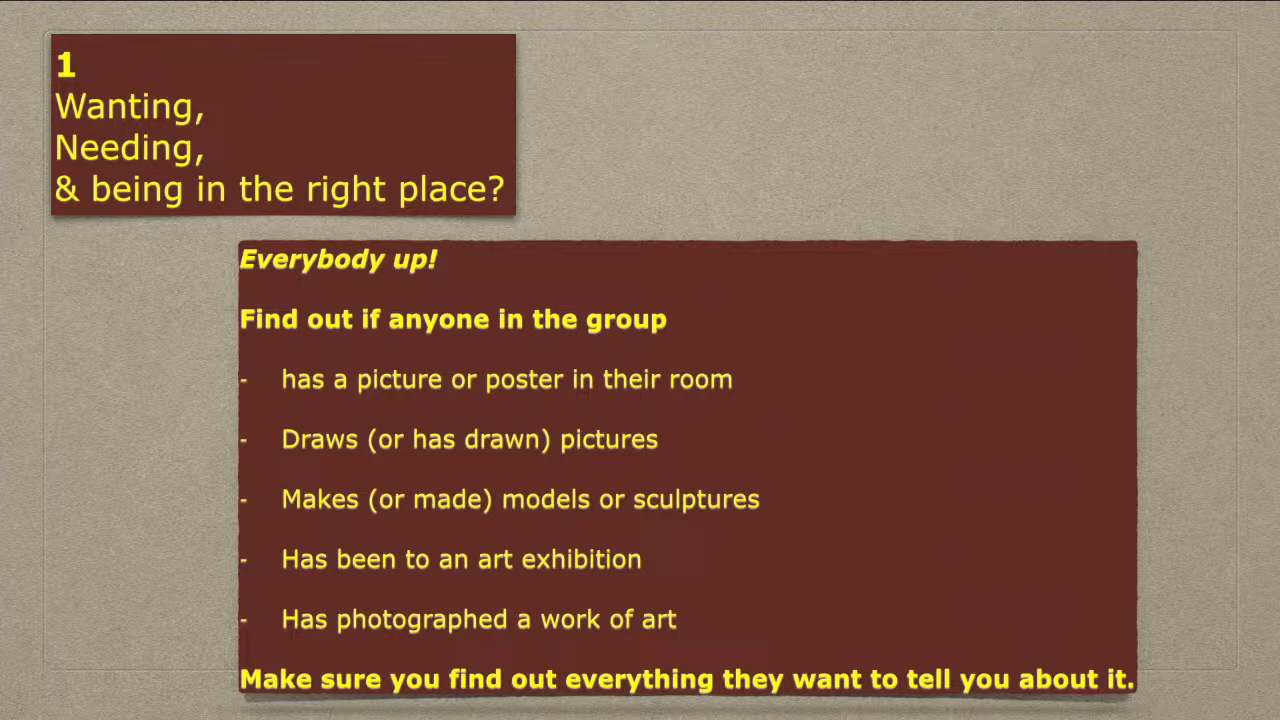 1
Wanting,
Needing,
& being in the right place?
Everybody up!
Find out if anyone in the group
- has a picture or poster in their room
- Draws (or has drawn) pictures
- Makes (or made) models or sculptures
- Has been to an art exhibition
- Has photographed a work of art
Make sure you find out everything they want to tell you about it.